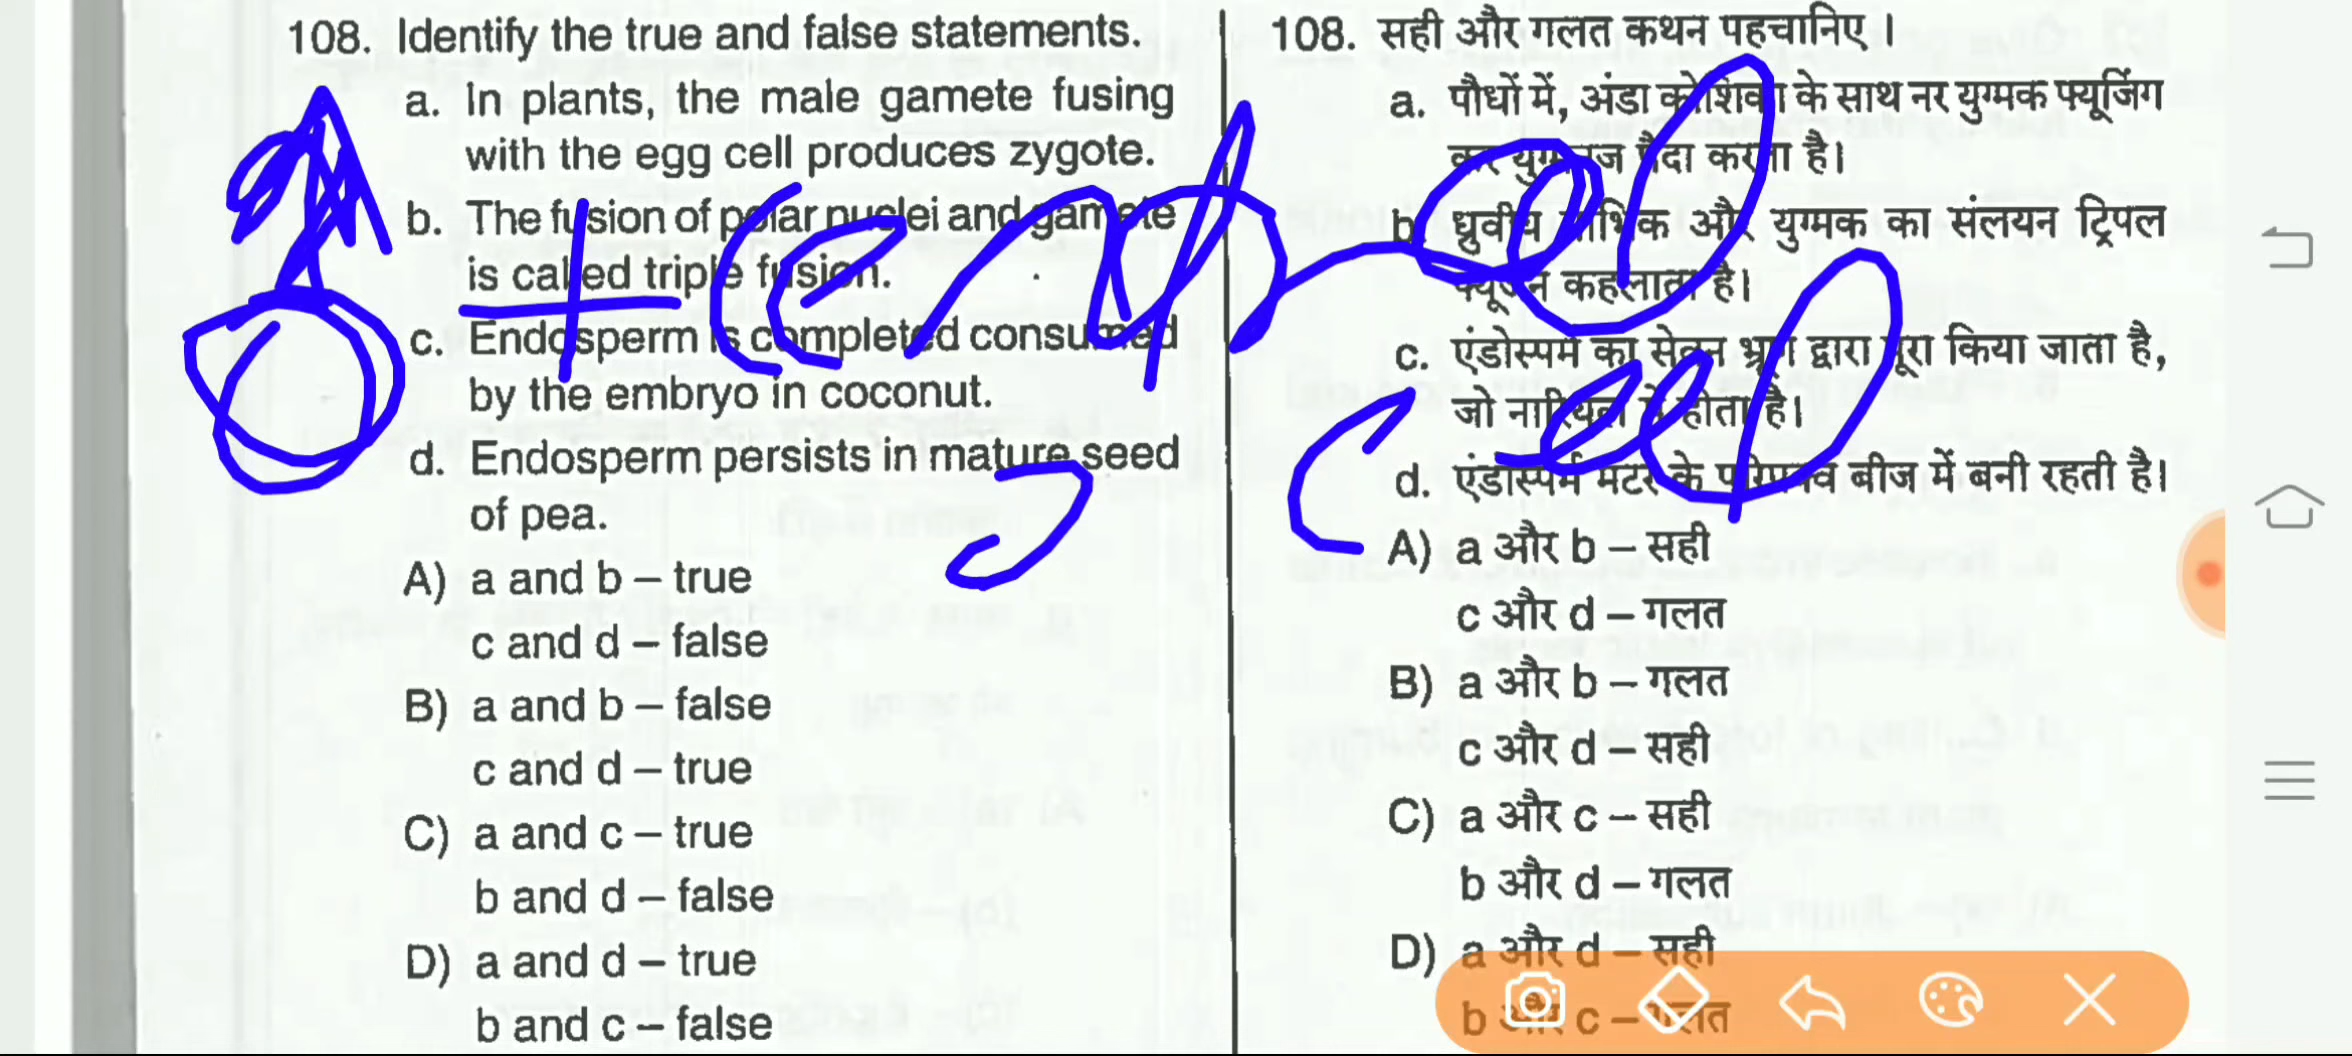 108. Identify the true and false statements.
a. In plants, the male gamete fusing
with the egg cell produces zygote.
b. The fusion of polar nuclei and gamete
is called triple fusion.
c. Endosperm is completed consumed
by the embryo in coconut.
d. Endosperm persists in mature seed
of pea.
A) a and b – true
c and d – false
B) a and b – false
c and d – true
C) a and c – true
b and d – false
D) a and d – true
b and c – false
108. सही और गलत कथन पहचानिए।
a. पौधों में, अंडा कोशिका के साथ नर युग्मक फ्यूजिंग
कर युग्मनज पैदा करता है।
b. ध्रुवीय नाभिक और युग्मक का संलयन ट्रिपल
फ्यूजन कहलाता है।
c. एंडोस्पर्म का सेवन भ्रूण द्वारा पूरा किया जाता है,
जो नारियल में होता है।
d. एंडोस्पर्म मटर के परिपक्व बीज में बनी रहती है।
A) a और b – सही
c और d – गलत
B) a और b – गलत
c और d – सही
C) a और c – सही
b और d – गलत
D) a और d – सही
b और c – गलत
cell